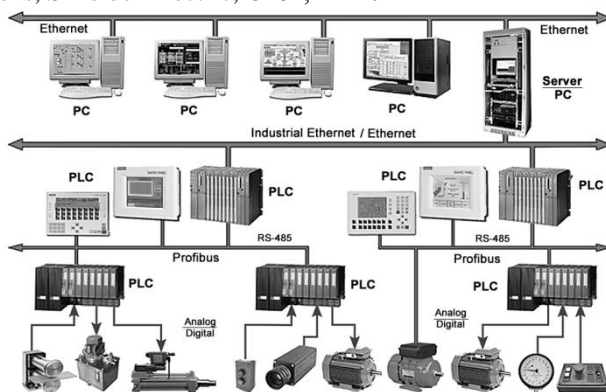 Ethernet
Ethernet
PC
PC
PC
PC
Server
PC
Industrial Ethernet / Ethernet
PLC
PLC
PLC
PLC
RS-485
RS-485
Profibus
Profibus
PLC
PLC
PLC
Analog
Digital
Analog
Digital